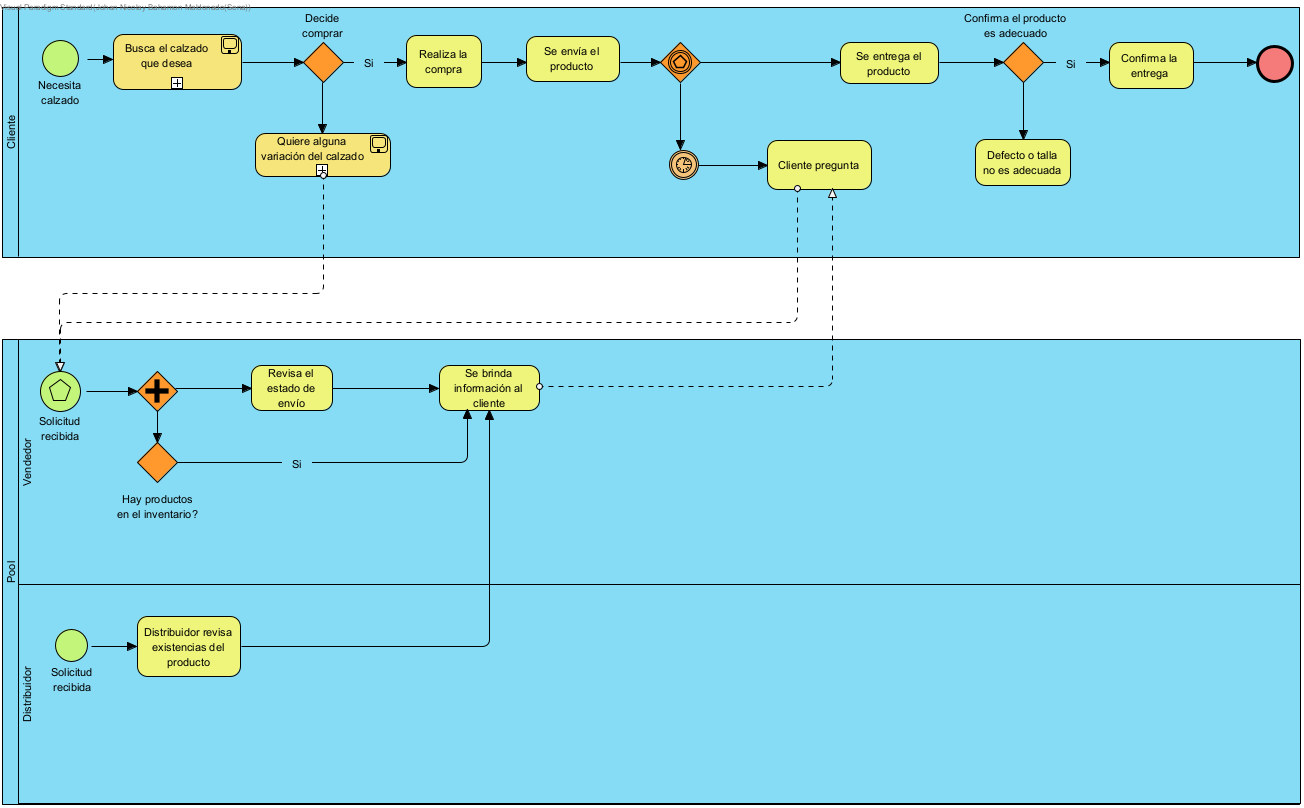 Visual Paradigm Standard(Johan Nicolay Bahamon Maldonado(Sena))
Cliente
Necesita
calzado
Busca el calzado
que desea
Decide
comprar
Si
Quiere alguna
variación del calzado
Realiza la
compra
Se envía el
producto
Cliente pregunta
Se entrega el
producto
Confirma el producto
es adecuado
Si
Defecto o talla
no es adecuada
Confirma la
entrega
Pool
Vendedor
Solicitud
recibida
Revisa el
estado de
envío
Se brinda
información al
cliente
Si
Hay productos
en el inventario?
Distribuidor
Solicitud
recibida
Distribuidor revisa
existencias del
producto